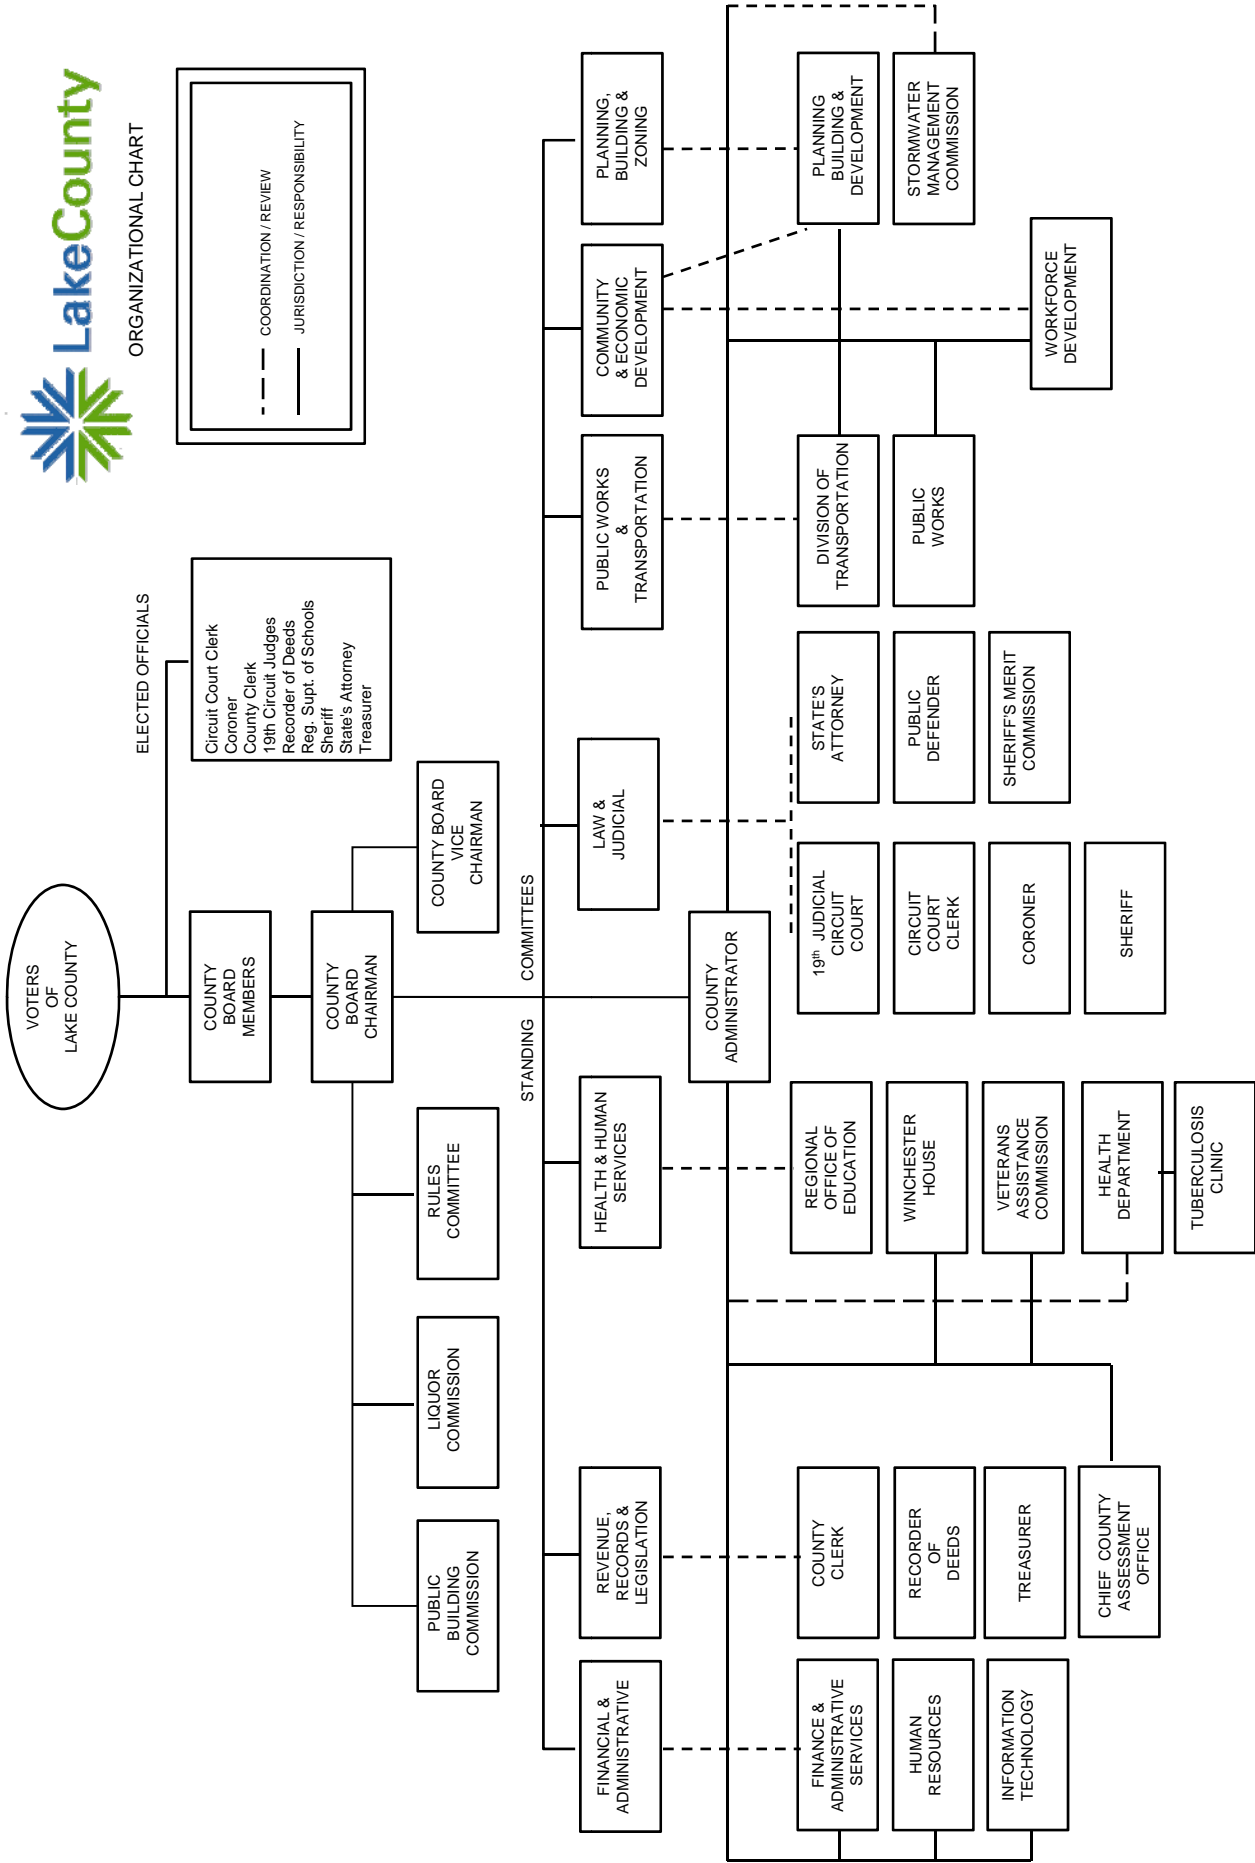 LakeCounty
ORGANIZATIONAL CHART
COORDINATION / REVIEW
JURISDICTION / RESPONSIBILITY
VOTERS
OF
LAKE COUNTY
ELECTED OFFICIALS
Circuit Court Clerk
Coroner
County Clerk
19th Circuit Judges
Recorder of Deeds
Reg. Supt. of Schools
Sheriff
State's Attorney
Treasurer
COUNTY
BOARD
MEMBERS
COUNTY
BOARD
CHAIRMAN
PUBLIC
BUILDING
COMMISSION
LIQUOR
COMMISSION
RULES
COMMITTEE
COUNTY BOARD
VICE
CHAIRMAN
STANDING COMMITTEES
FINANCIAL &
ADMINISTRATIVE
REVENUE,
RECORDS &
LEGISLATION
HEALTH & HUMAN
SERVICES
LAW &
JUDICIAL
PUBLIC WORKS
&
TRANSPORTATION
COMMUNITY
& ECONOMIC
DEVELOPMENT
PLANNING,
BUILDING &
ZONING
COUNTY
ADMINISTRATOR
FINANCE &
ADMINISTRATIVE
SERVICES
HUMAN
RESOURCES
INFORMATION
TECHNOLOGY
COUNTY
CLERK
RECORDER
OF
DEEDS
TREASURER
CHIEF COUNTY
ASSESSMENT
OFFICE
REGIONAL
OFFICE OF
EDUCATION
WINCHESTER
HOUSE
VETERANS
ASSISTANCE
COMMISSION
HEALTH
DEPARTMENT
TUBERCULOSIS
CLINIC
19th JUDICIAL
CIRCUIT
COURT
CIRCUIT
COURT
CLERK
CORONER
SHERIFF
STATE'S
ATTORNEY
PUBLIC
DEFENDER
SHERIFF'S MERIT
COMMISSION
DIVISION OF
TRANSPORTATION
PUBLIC
WORKS
PLANNING
BUILDING &
DEVELOPMENT
STORMWATER
MANAGEMENT
COMMISSION
WORKFORCE
DEVELOPMENT